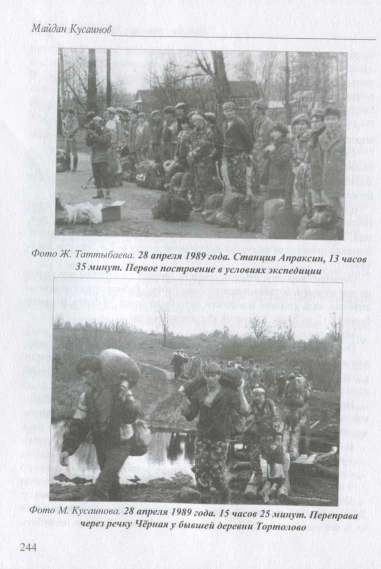 Майдан Кусаинов
Фото Ж. Таттыбаева. 28 апреля 1989 года. Станция Апраксин, 13 часов
35 минут. Первое построение в условиях экспедиции
Фото М. Кусаинова. 28 апреля 1989 года. 15 часов 25 минут. Переправа
через речку Чёрная у бывшей деревни Тортолово
244